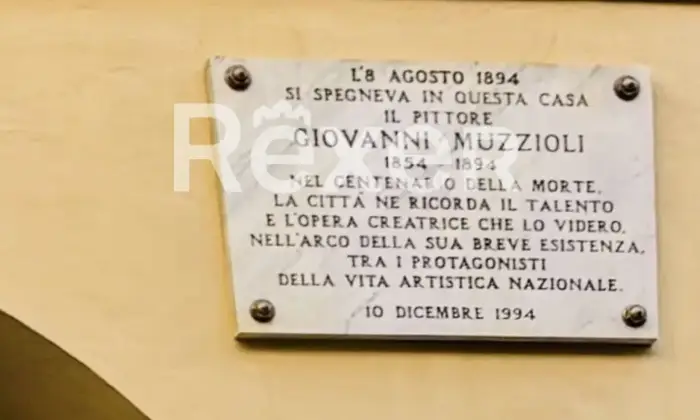 L'8 AGOSTO 1894
SI SPEGNEVA IN QUESTA CASA
IL PITTORE
GIOVANNI MUZZIOLI
1854-1894
NEL CENTENARIO DELLA MORTE,
LA CITTÀ NE RICORDA IL TALENTO
E L'OPERA CREATRICE CHE LO VIDERO,
NELL'ARCO DELLA SUA BREVE ESISTENZA,
TRA I PROTAGONISTI
DELLA VITA ARTISTICA NAZIONALE.
10 DICEMBRE 1994